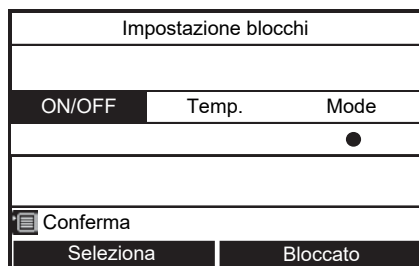 Impostazione blocchi
ON/OFF Temp. Mode
Conferma
Seleziona Bloccato